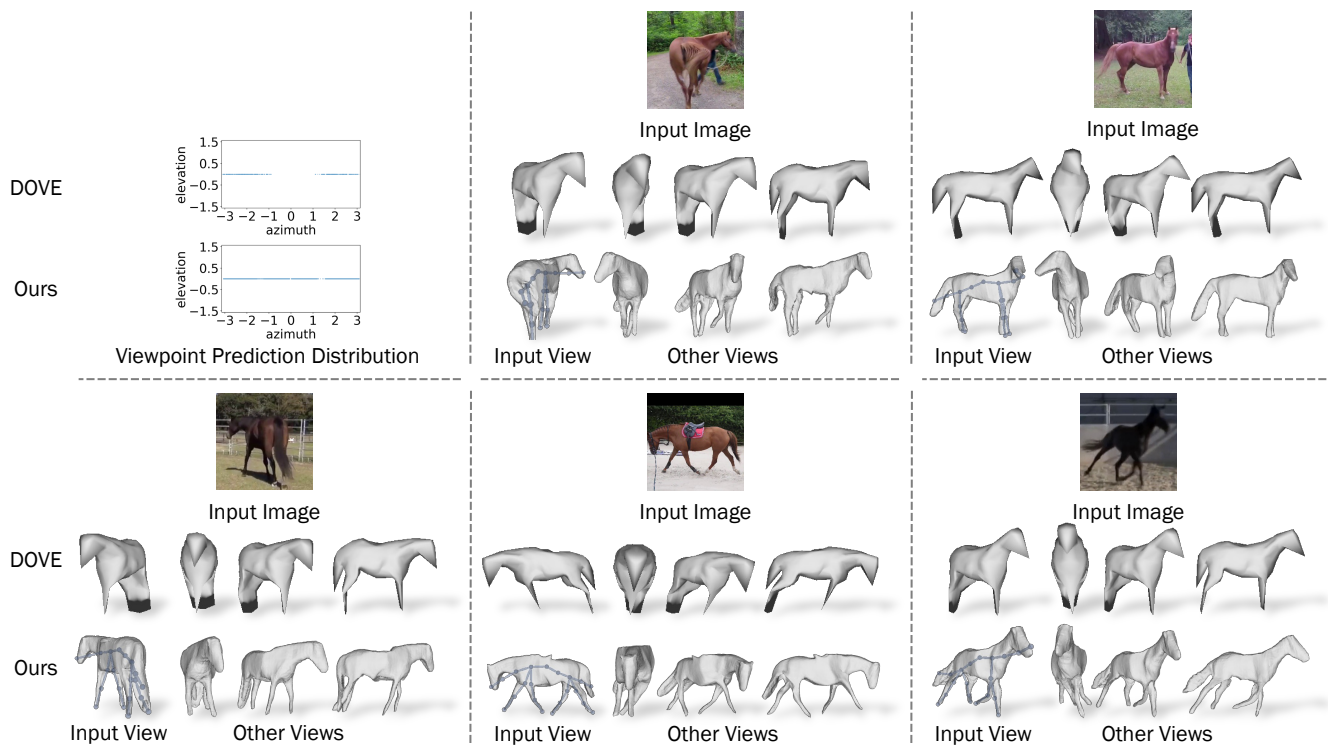 Input Image
Input Image
DOVE
1.5
0.5
−0.5
−1.5
elevation
−3 −2 −1 0 1 2 3
azimuth
Ours
1.5
0.5
−0.5
−1.5
elevation
−3 −2 −1 0 1 2 3
azimuth
Viewpoint Prediction Distribution
Input View Other Views
Input View Other Views
Input Image
Input Image
Input Image
DOVE
Ours
Input View Other Views
Input View Other Views
Input View Other Views